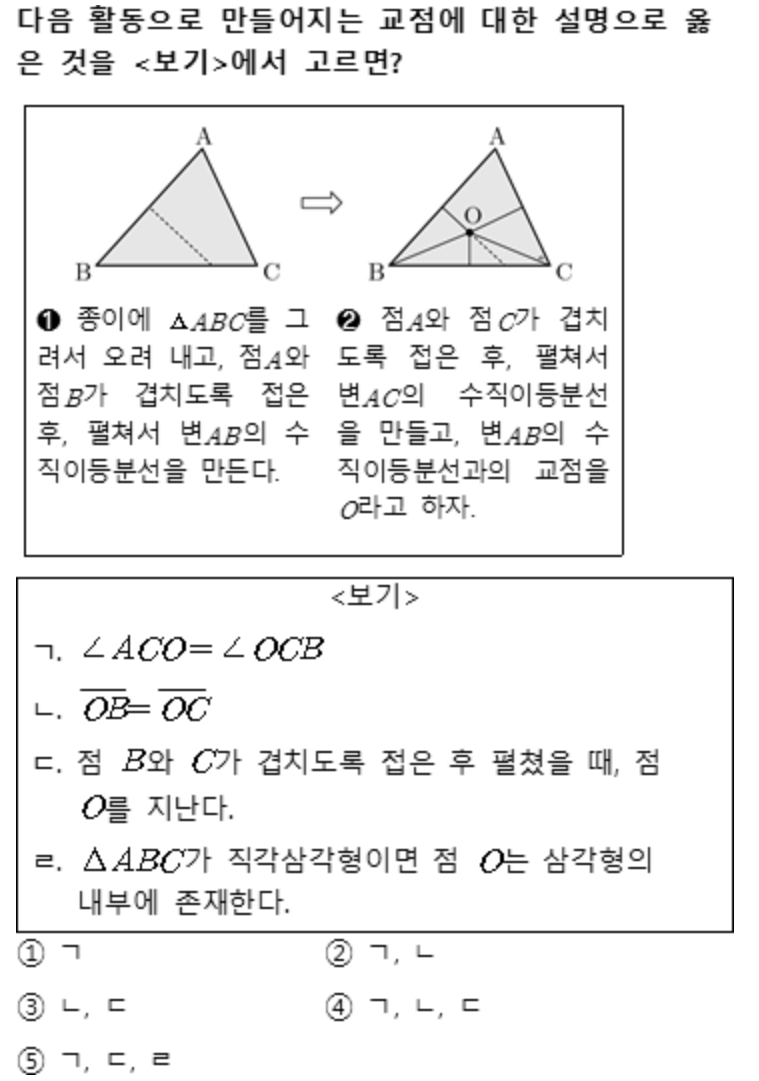 다음 활동으로 만들어지는 교점에 대한 설명으로 옳
은 것을 <보기>에서 고르면?
A
B
C
⇨
A
O
B
C
❶ 종이에 △ABC를 그
려서 오려 내고, 점A와
점B가 겹치도록 접은
후, 펼쳐서 변AB의 수
직이등분선을 만든다.
❷ 점A와 점C가 겹치
도록 접은 후, 펼쳐서
변AC의 수직이등분선
을 만들고, 변AB의 수
직이등분선과의 교점을
O라고 하자.
<보기>
ㄱ. ∠ACO=∠OCB
ㄴ. \overline{OB}=\overline{OC}
ㄷ. 점 B와 C가 겹치도록 접은 후 펼쳤을 때, 점
O를 지난다.
ㄹ. △ABC가 직각삼각형이면 점 O는 삼각형의
내부에 존재한다.
① ㄱ ② ㄱ, ㄴ
③ ㄴ, ㄷ ④ ㄱ, ㄴ, ㄷ
⑤ ㄱ, ㄷ, ㄹ